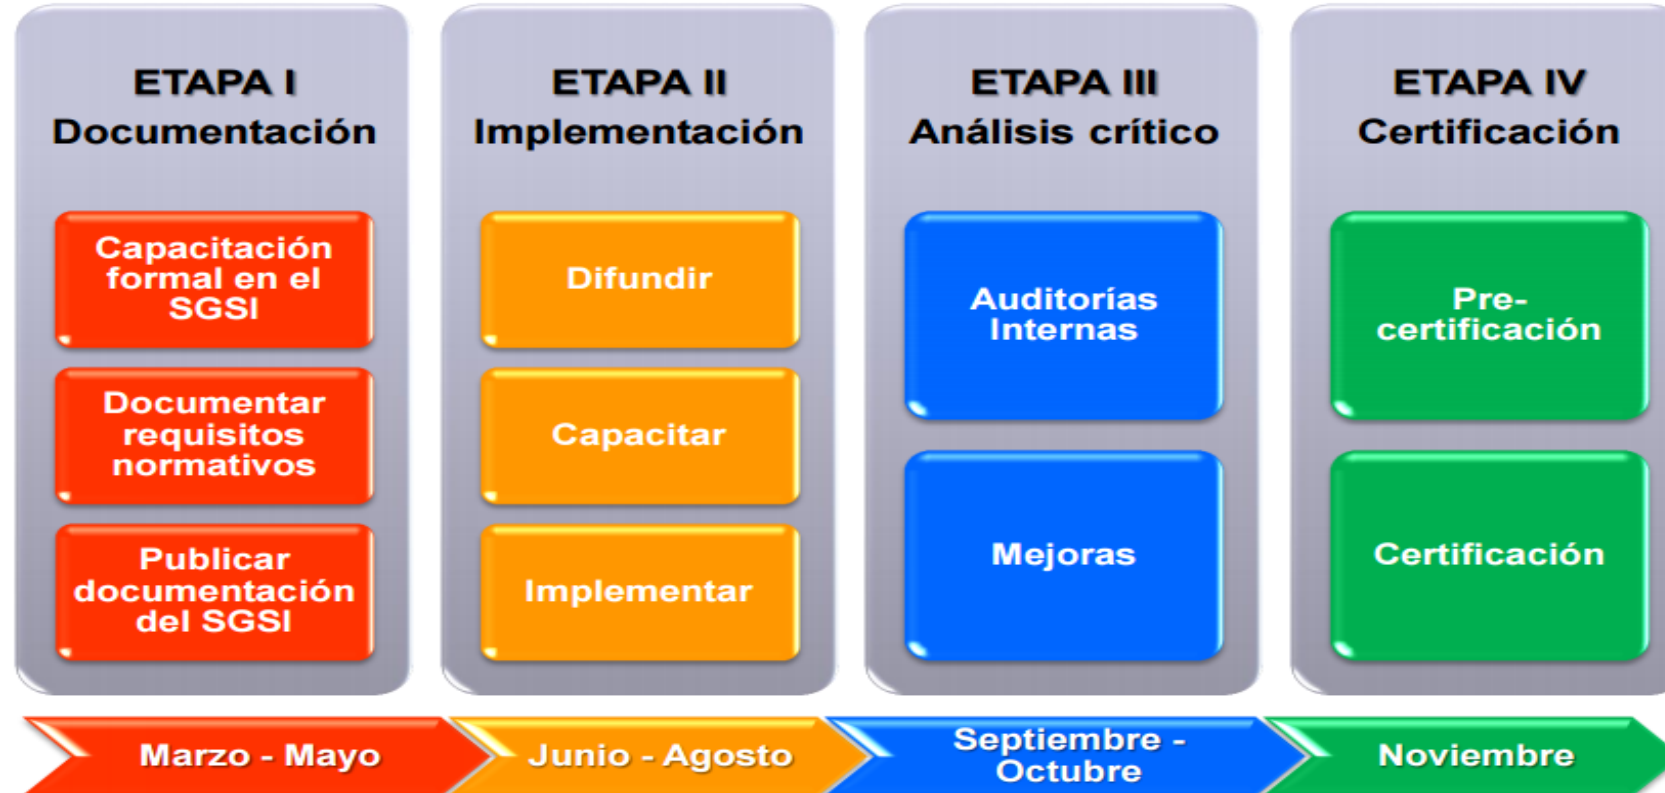 ETAPA I
Documentación
Capacitación
formal en el
SGSI
Documentar
requisitos
normativos
Publicar
documentación
del SGSI
Marzo - Mayo
ETAPA II
Implementación
Difundir
Capacitar
Implementar
Junio - Agosto
ETAPA III
Análisis crítico
Auditorías
Internas
Mejoras
Septiembre -
Octubre
ETAPA IV
Certificación
Pre-
certificación
Certificación
Noviembre